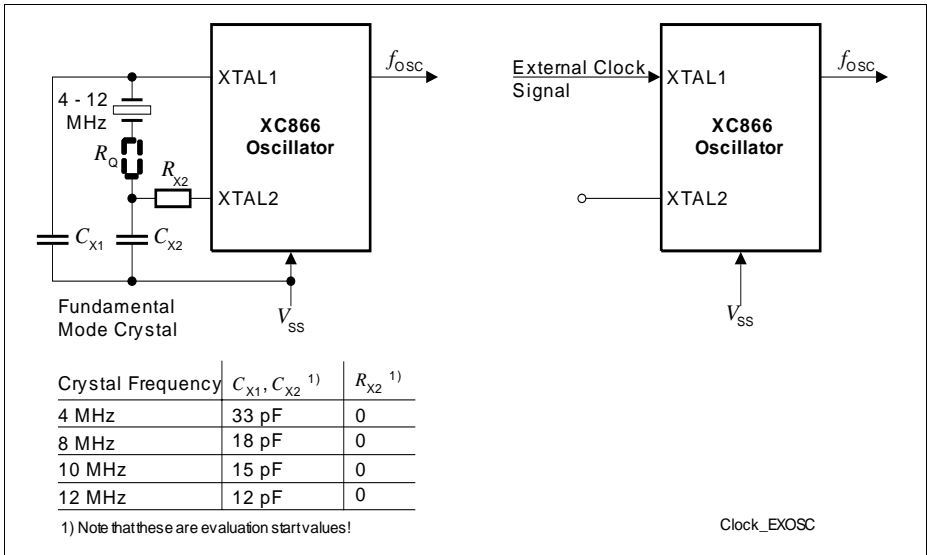 XTAL1
4 - 12
MHz
R_Q
R_X2
XTAL2
C_X1
C_X2
XC866
Oscillator
f_OSC
V_SS
Fundamental
Mode Crystal
External Clock
Signal
XTAL1
XC866
Oscillator
XTAL2
f_OSC
V_SS
Crystal Frequency C_X1, C_X2 1) R_X2 1)
4 MHz 33 pF 0
8 MHz 18 pF 0
10 MHz 15 pF 0
12 MHz 12 pF 0
1) Note that these are evaluation start values!
Clock_EXOSC